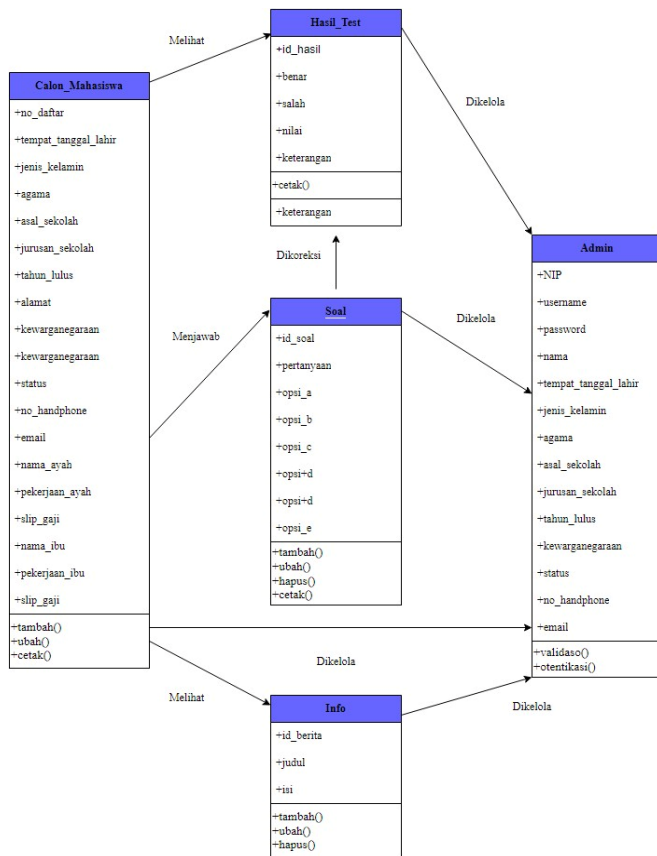 Hasil_Test
+id_hasil
+benar
+salah
+nilai
+keterangan
+cetak()
+keterangan
Melihat
Calon_Mahasiswa
+no_daftar
+tempat_tanggal_lahir
+jenis_kelamin
+agama
+asal_sekolah
+jurusan_sekolah
+tahun_lulus
+alamat
+kewarganegaraan
+kewarganegaraan
+status
+no_handphone
+email
+nama_ayah
+pekerjaan_ayah
+slip_gaji
+nama_ibu
+pekerjaan_ibu
+slip_gaji
+tambah()
+ubah()
+cetak()
Dikelola
Dikoreksi
Menjawab
Soal
+id_soal
+pertanyaan
+opsi_a
+opsi_b
+opsi_c
+opsi+d
+opsi+d
+opsi_e
+tambah()
+ubah()
+hapus()
+cetak()
Dikelola
Admin
+NIP
+username
+password
+nama
+tempat_tanggal_lahir
+jenis_kelamin
+agama
+asal_sekolah
+jurusan_sekolah
+tahun_lulus
+kewarganegaraan
+status
+no_handphone
+email
+validaso()
+otentikasi()
Dikelola
Melihat
Info
+id_berita
+judul
+isi
+tambah()
+ubah()
+hapus()
Dikelola